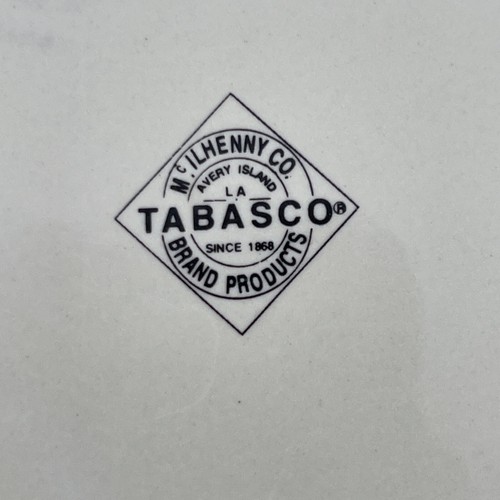 McILHENNY CO.
AVERY ISLAND
LA
TABASCO®
SINCE 1868
BRAND PRODUCTS